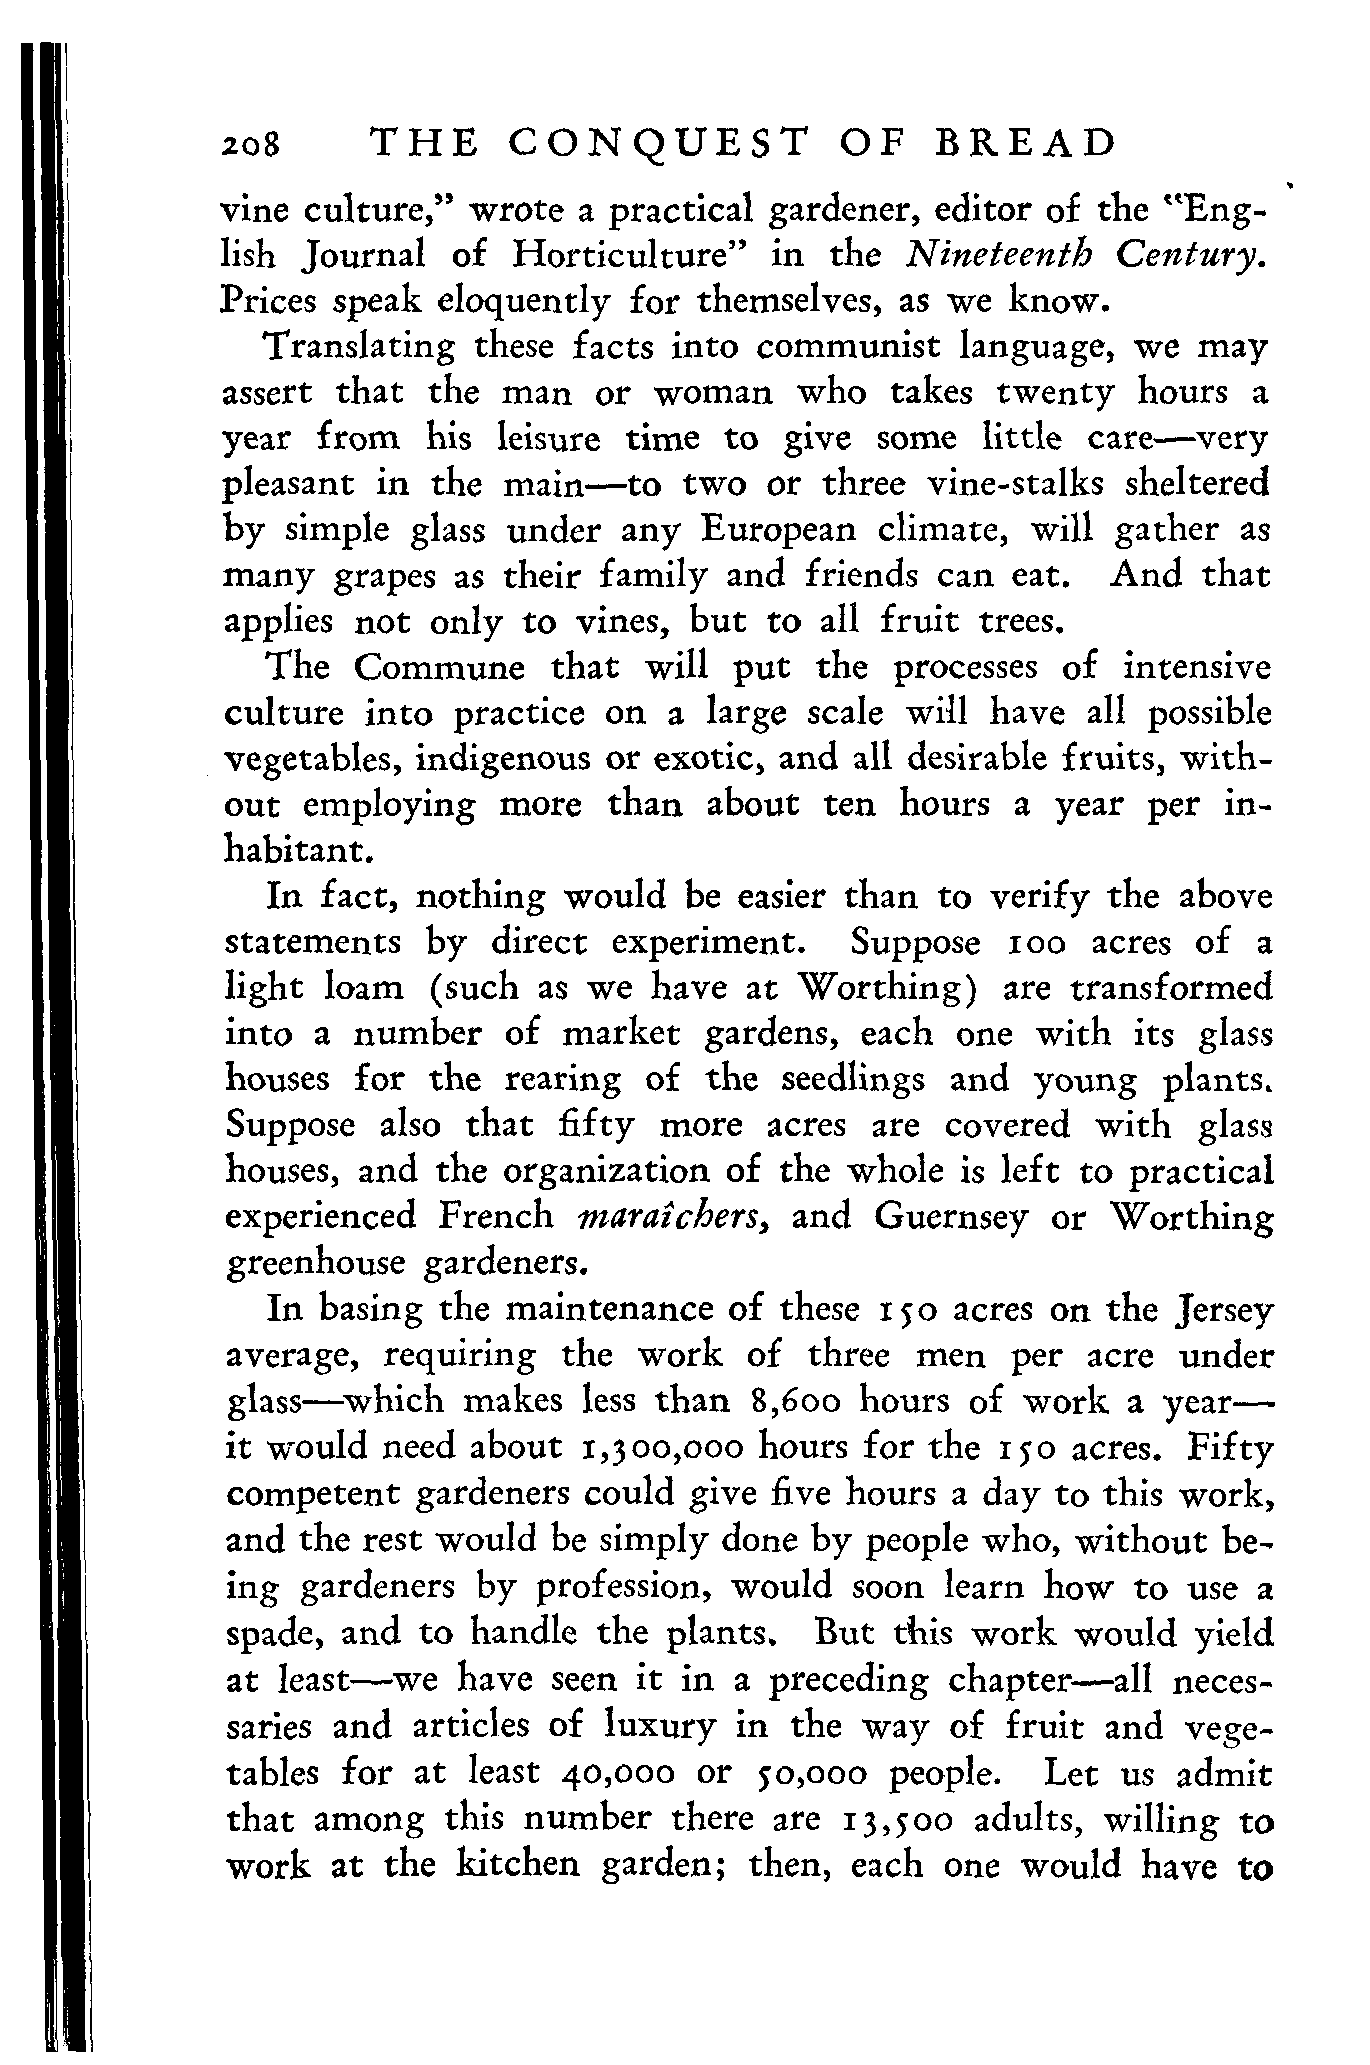 208 THE CONQUEST OF BREAD
vine culture,” wrote a practical gardener, editor of the “Eng-
lish Journal of Horticulture” in the Nineteenth Century.
Prices speak eloquently for themselves, as we know.
Translating these facts into communist language, we may
assert that the man or woman who takes twenty hours a
year from his leisure time to give some little care—very
pleasant in the main—to two or three vine-stalks sheltered
by simple glass under any European climate, will gather as
many grapes as their family and friends can eat. And that
applies not only to vines, but to all fruit trees.
The Commune that will put the processes of intensive
culture into practice on a large scale will have all possible
vegetables, indigenous or exotic, and all desirable fruits, with-
out employing more than about ten hours a year per in-
habitant.
In fact, nothing would be easier than to verify the above
statements by direct experiment. Suppose 100 acres of a
light loam (such as we have at Worthing) are transformed
into a number of market gardens, each one with its glass
houses for the rearing of the seedlings and young plants.
Suppose also that fifty more acres are covered with glass
houses, and the organization of the whole is left to practical
experienced French maraîchers, and Guernsey or Worthing
greenhouse gardeners.
In basing the maintenance of these 150 acres on the Jersey
average, requiring the work of three men per acre under
glass—which makes less than 8,600 hours of work a year—
it would need about 1,300,000 hours for the 150 acres. Fifty
competent gardeners could give five hours a day to this work,
and the rest would be simply done by people who, without be-
ing gardeners by profession, would soon learn how to use a
spade, and to handle the plants. But this work would yield
at least—we have seen it in a preceding chapter—all neces-
saries and articles of luxury in the way of fruit and vege-
tables for at least 40,000 or 50,000 people. Let us admit
that among this number there are 13,500 adults, willing to
work at the kitchen garden; then, each one would have to